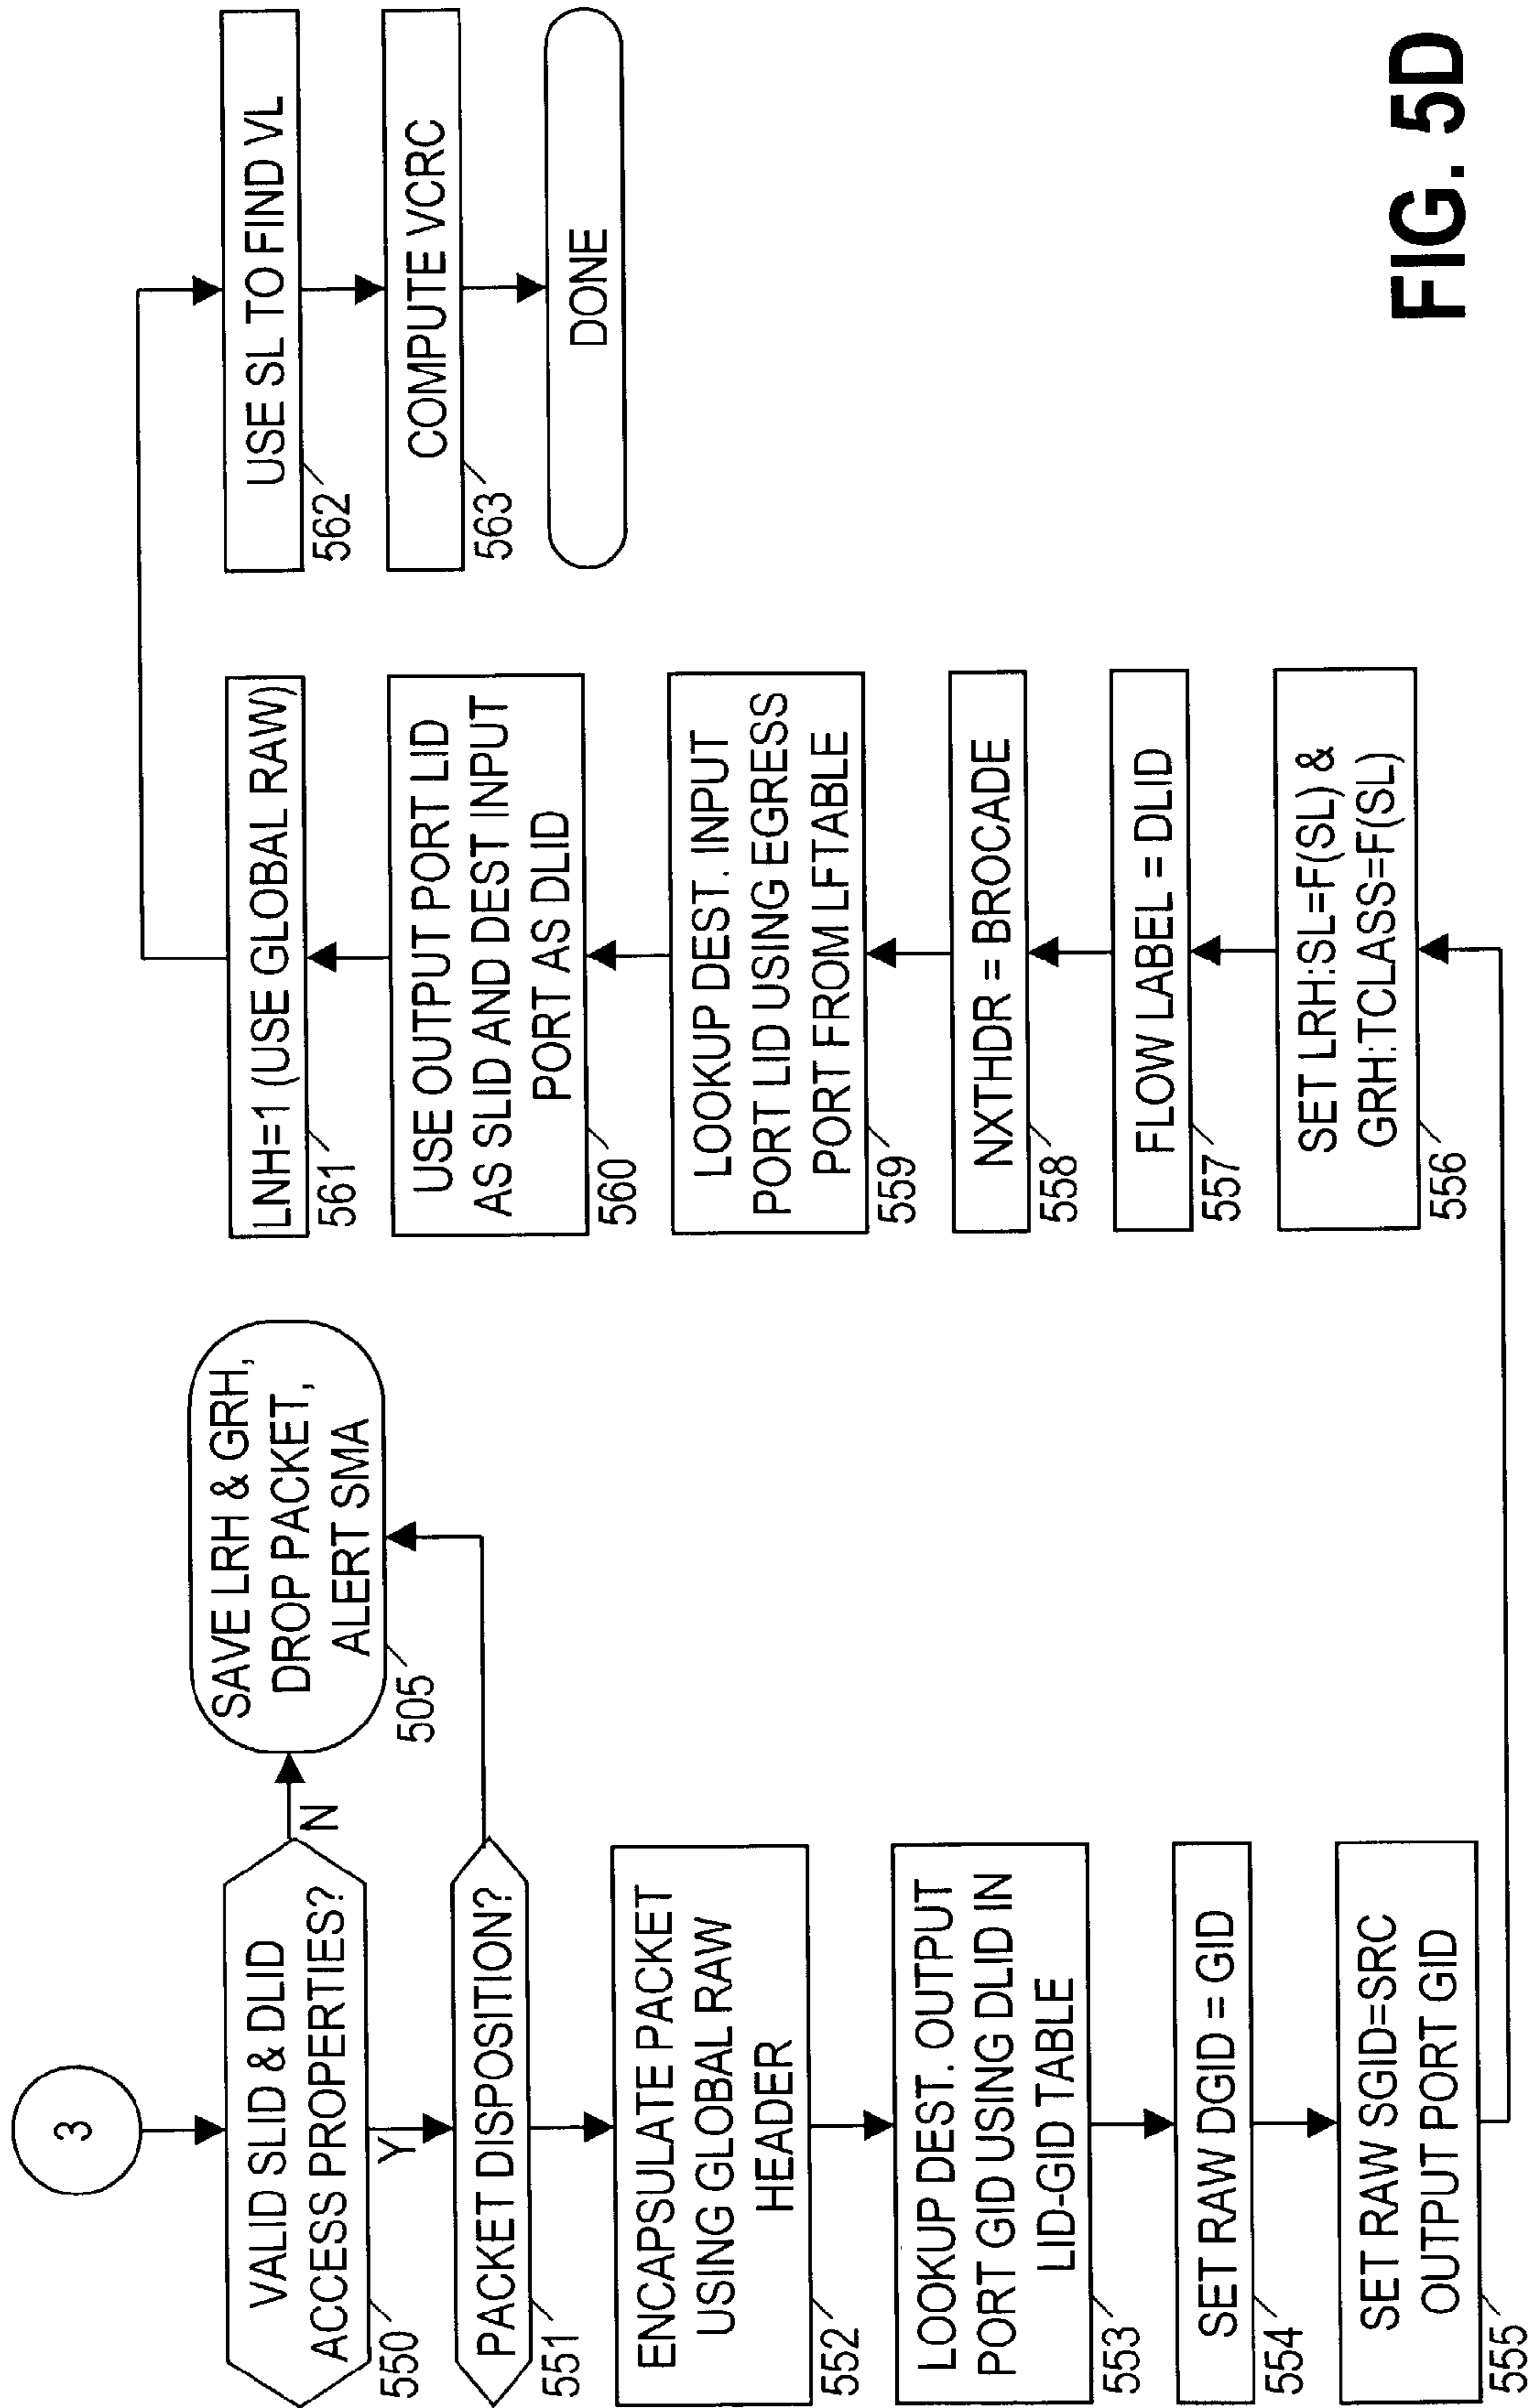 3
VALID SLID & DLID
ACCESS PROPERTIES?
550
N
Y
SAVE LRH & GRH,
DROP PACKET,
ALERT SMA
505
PACKET DISPOSITION?
551
ENCAPSULATE PACKET
USING GLOBAL RAW
HEADER
552
LOOKUP DEST. OUTPUT
PORT GID USING DLID IN
LID-GID TABLE
553
SET RAW DGID = GID
554
SET RAW SGID=SRC
OUTPUT PORT GID
555
SET LRH:SL=F(SL) &
GRH:TCLASS=F(SL)
556
FLOW LABEL = DLID
557
NXTHDR = BROCADE
558
LOOKUP DEST. INPUT
PORT LID USING EGRESS
PORT FROM LFTABLE
559
USE OUTPUT PORT LID
AS SLID AND DEST INPUT
PORT AS DLID
560
LNH=1 (USE GLOBAL RAW)
561
USE SL TO FIND VL
562
COMPUTE VCRC
563
DONE
FIG. 5D